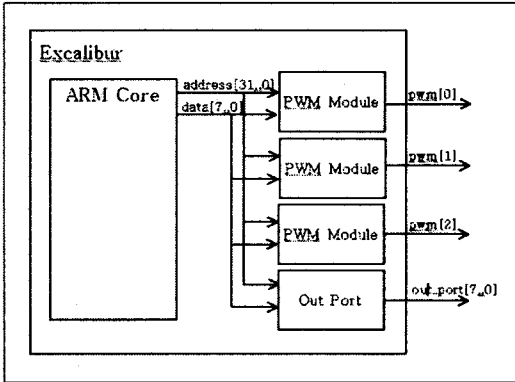 Excalibur
ARM Core
address[31..0]
data[7..0]
PWM Module
pwm[0]
PWM Module
pwm[1]
PWM Module
pwm[2]
Out Port
out_port[7..0]